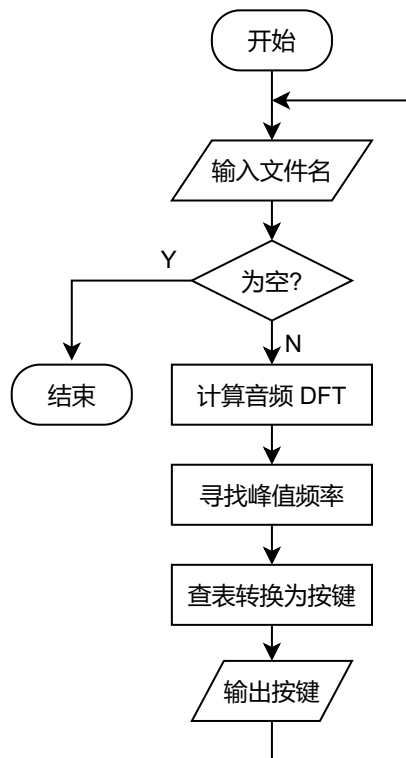 开始
输入文件名
为空?
Y
N
结束
计算音频 DFT
寻找峰值频率
查表转换为按键
输出按键